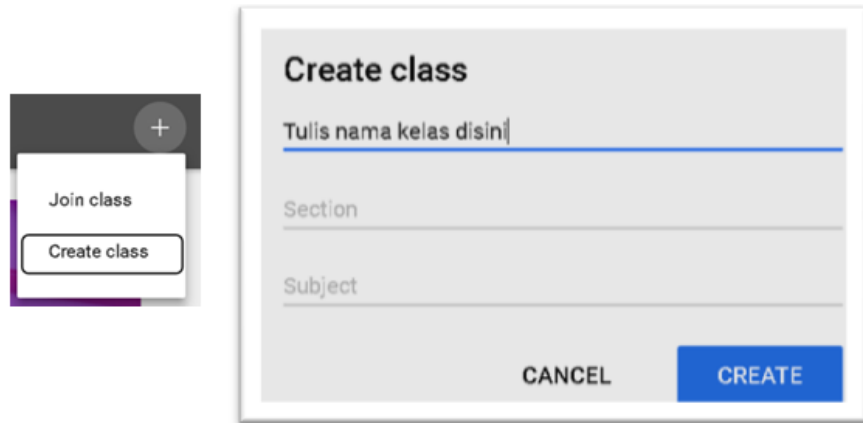 +
Join class
Create class
Create class
Tulis nama kelas disini
Section
Subject
CANCEL CREATE